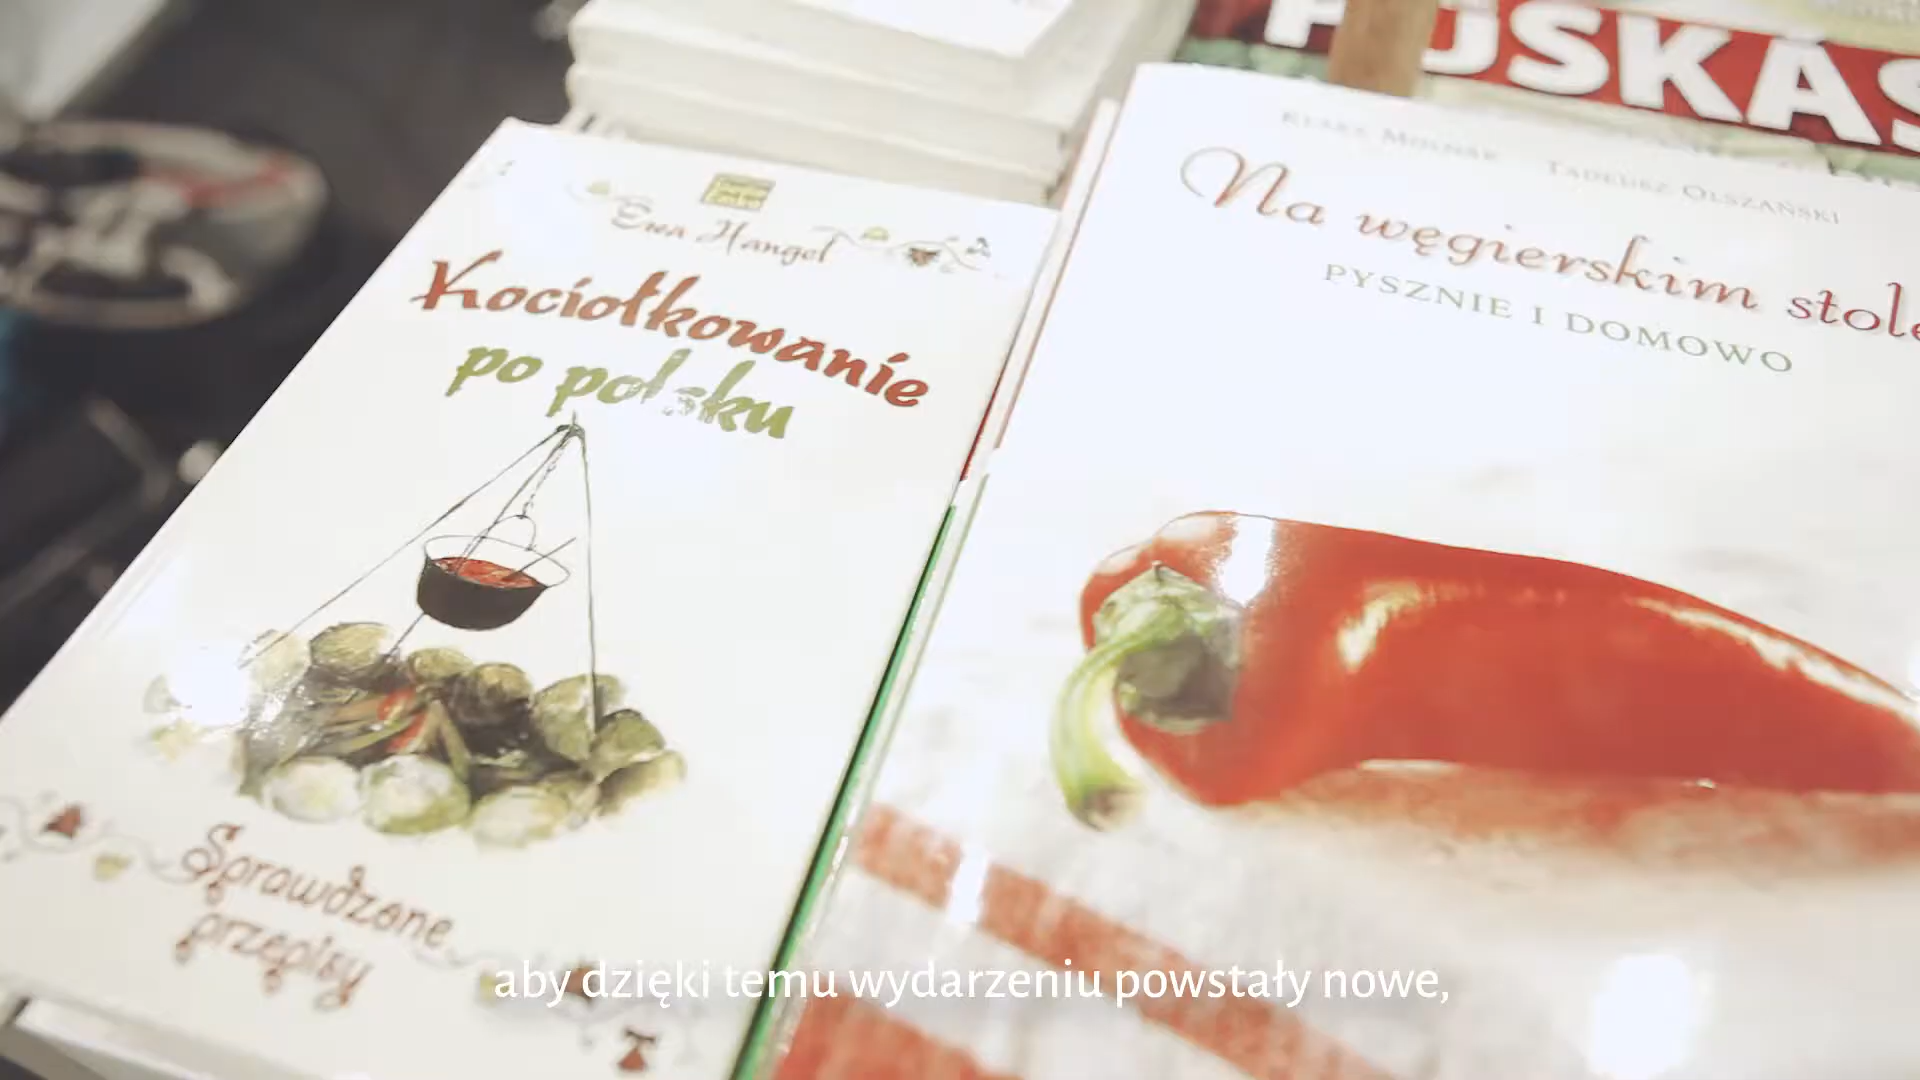 Ewa Hangel
Kociołkowanie
po polsku
Sprawdzone
przepisy
Tadeusz Olszański
Na węgierskim stole
PYSZNIE I DOMOWO
aby dzięki temu wydarzeniu powstały nowe,